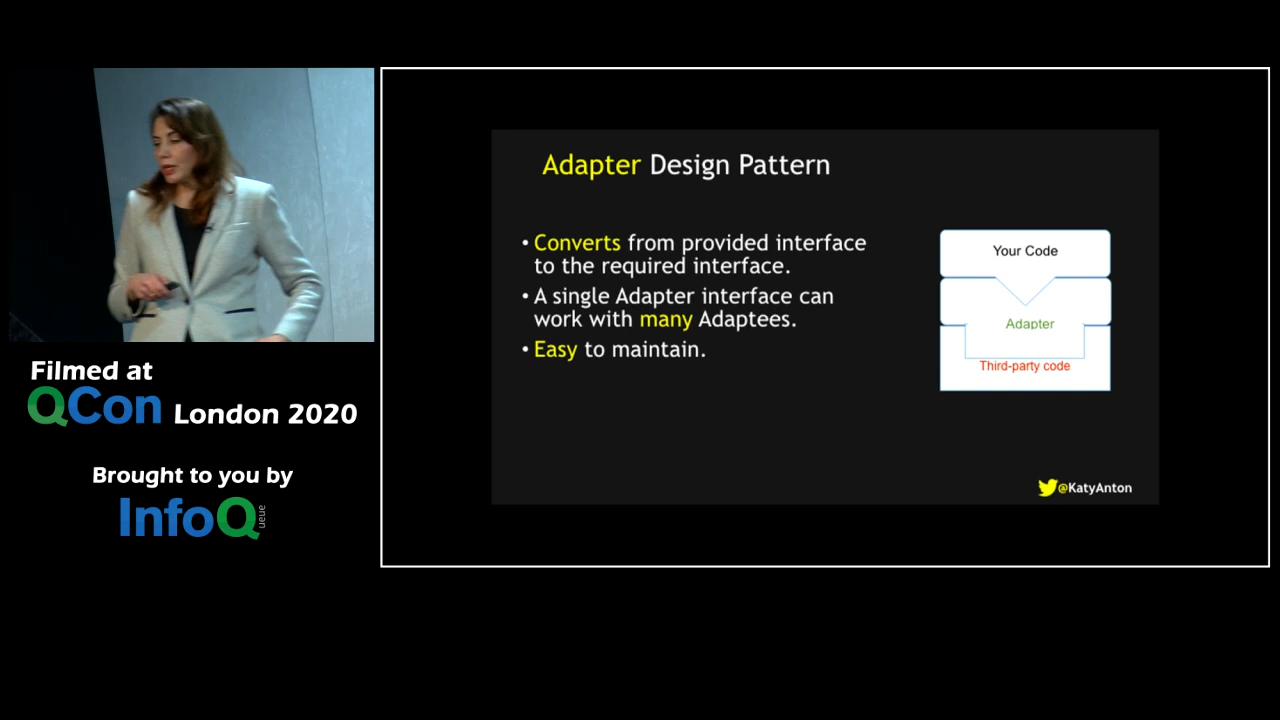 Adapter Design Pattern
• Converts from provided interface
to the required interface.
• A single Adapter interface can
work with many Adaptees.
• Easy to maintain.
Your Code
Adapter
Third-party code
@KatyAnton
Filmed at
QCon London 2020
Brought to you by
InfoQ
ueue